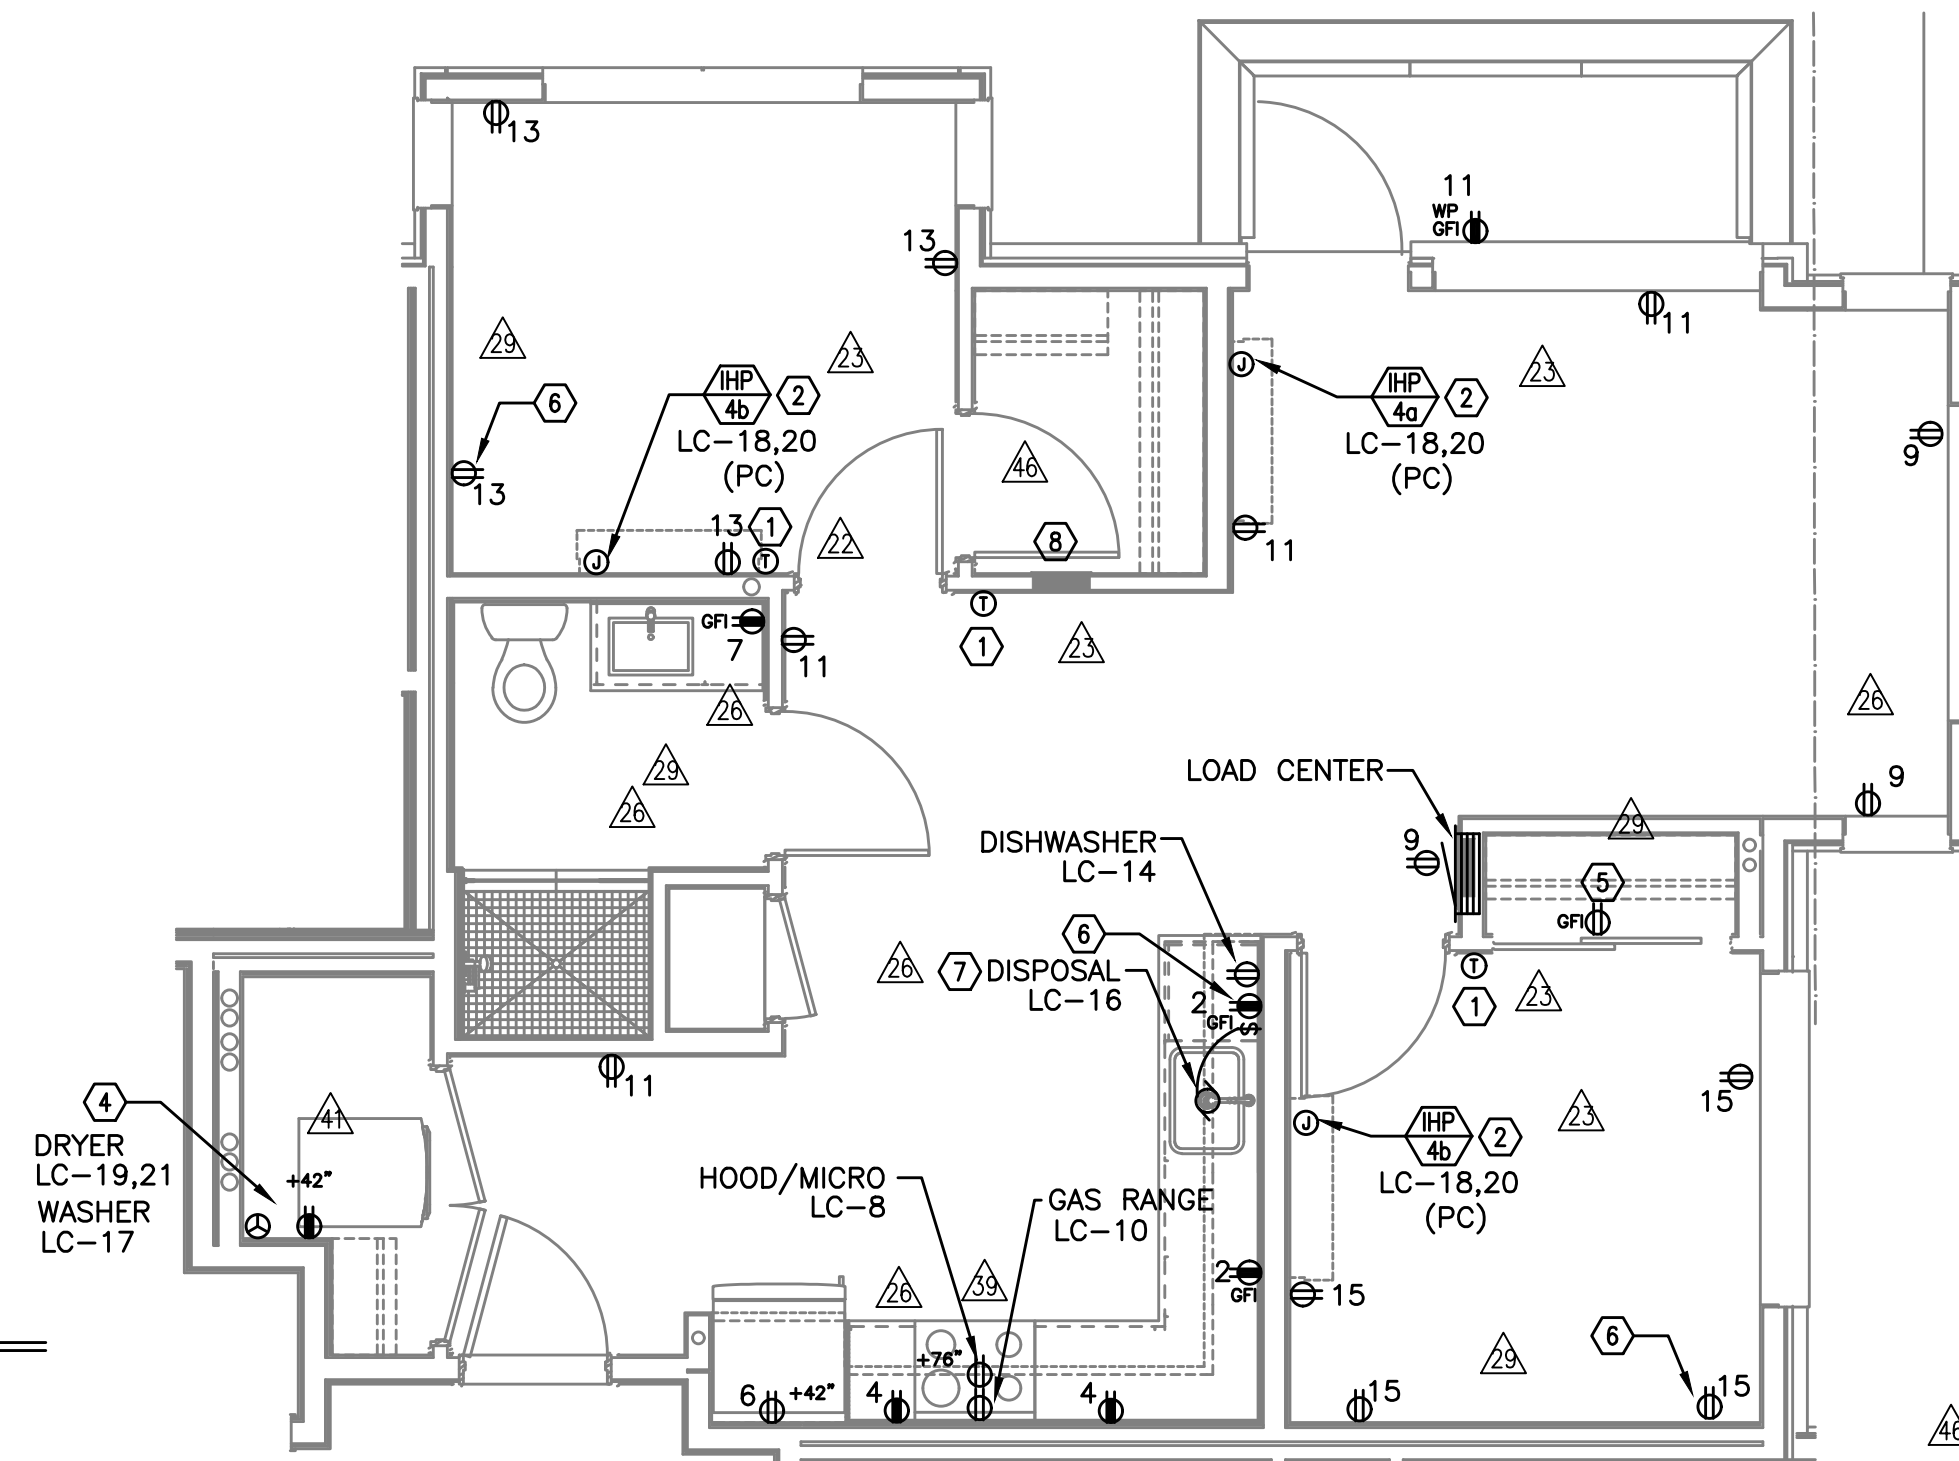 13
11
WP
GFI
13
11
29
23
23
IHP
4b
2
IHP
4a
2
6
LC-18,20
(PC)
LC-18,20
(PC)
9
46
13
13
1
22
8
11
J
T
J
T
GFI
7
11
1
23
26
26
29
26
LOAD CENTER
9
29
DISHWASHER
LC-14
9
5
GFI
6
26
7
DISPOSAL
LC-16
2
GFI
S
T
1
23
11
15
4
41
DRYER
LC-19,21
+42"
WASHER
LC-17
J
IHP
4b
2
23
LC-18,20
(PC)
HOOD/MICRO
LC-8
GAS RANGE
LC-10
2
GFI
15
26
39
6
29
+76"
6
+42"
4
4
15
15
46